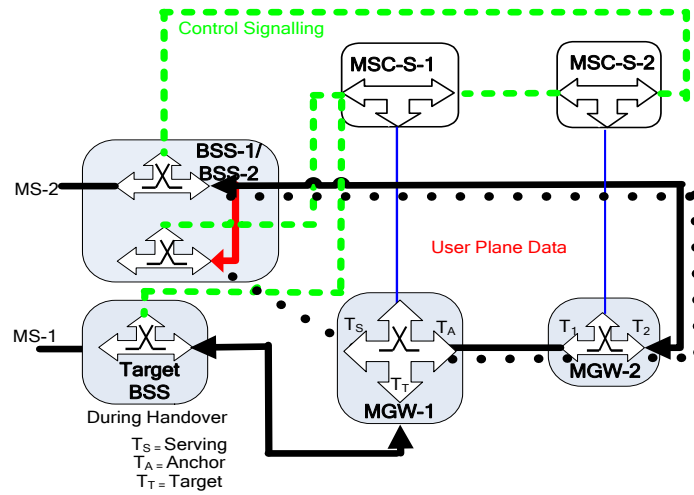 Control Signalling
MSC-S-1
MSC-S-2
BSS-1/
BSS-2
MS-2
User Plane Data
TS
TA
T1
T2
MS-1
Target
BSS
TT
MGW-2
MGW-1
During Handover
TS = Serving
TA = Anchor
TT = Target